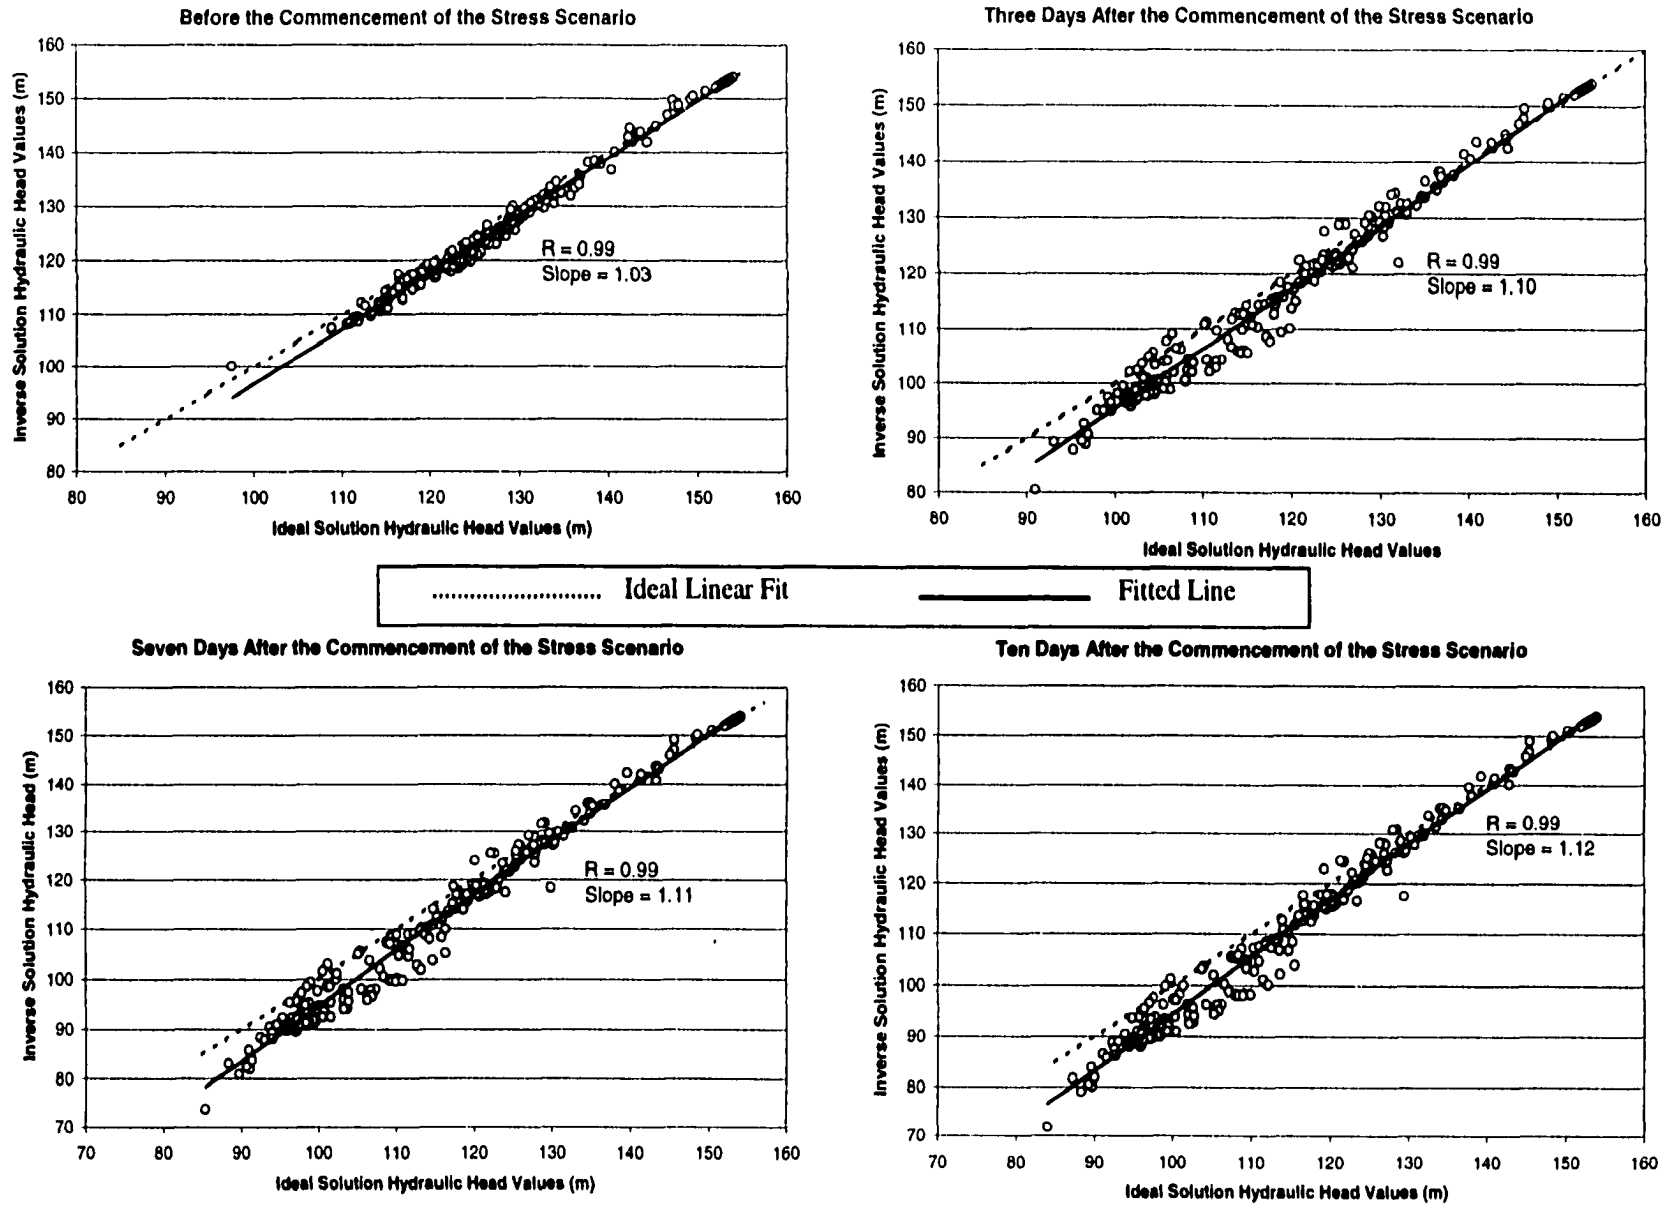 Before the Commencement of the Stress Scenario
Inverse Solution Hydraulic Head Values (m)
160
150
140
130
120
110
100
90
80
R = 0.99
Slope = 1.03
80 90 100 110 120 130 140 150 160
Ideal Solution Hydraulic Head Values (m)
Three Days After the Commencement of the Stress Scenario
Inverse Solution Hydraulic Head Values (m)
160
150
140
130
120
110
100
90
80
R = 0.99
Slope = 1.10
80 90 100 110 120 130 140 150 160
Ideal Solution Hydraulic Head Values
Ideal Linear Fit Fitted Line
Seven Days After the Commencement of the Stress Scenario
Inverse Solution Hydraulic Head (m)
160
150
140
130
120
110
100
90
80
70
R = 0.99
Slope = 1.11
70 80 90 100 110 120 130 140 150 160
Ideal Solution Hydraulic Head Values (m)
Ten Days After the Commencement of the Stress Scenario
Inverse Solution Hydraulic Head Values (m)
160
150
140
130
120
110
100
90
80
70
R = 0.99
Slope = 1.12
70 80 90 100 110 120 130 140 150 160
Ideal Solution Hydraulic Head Values (m)